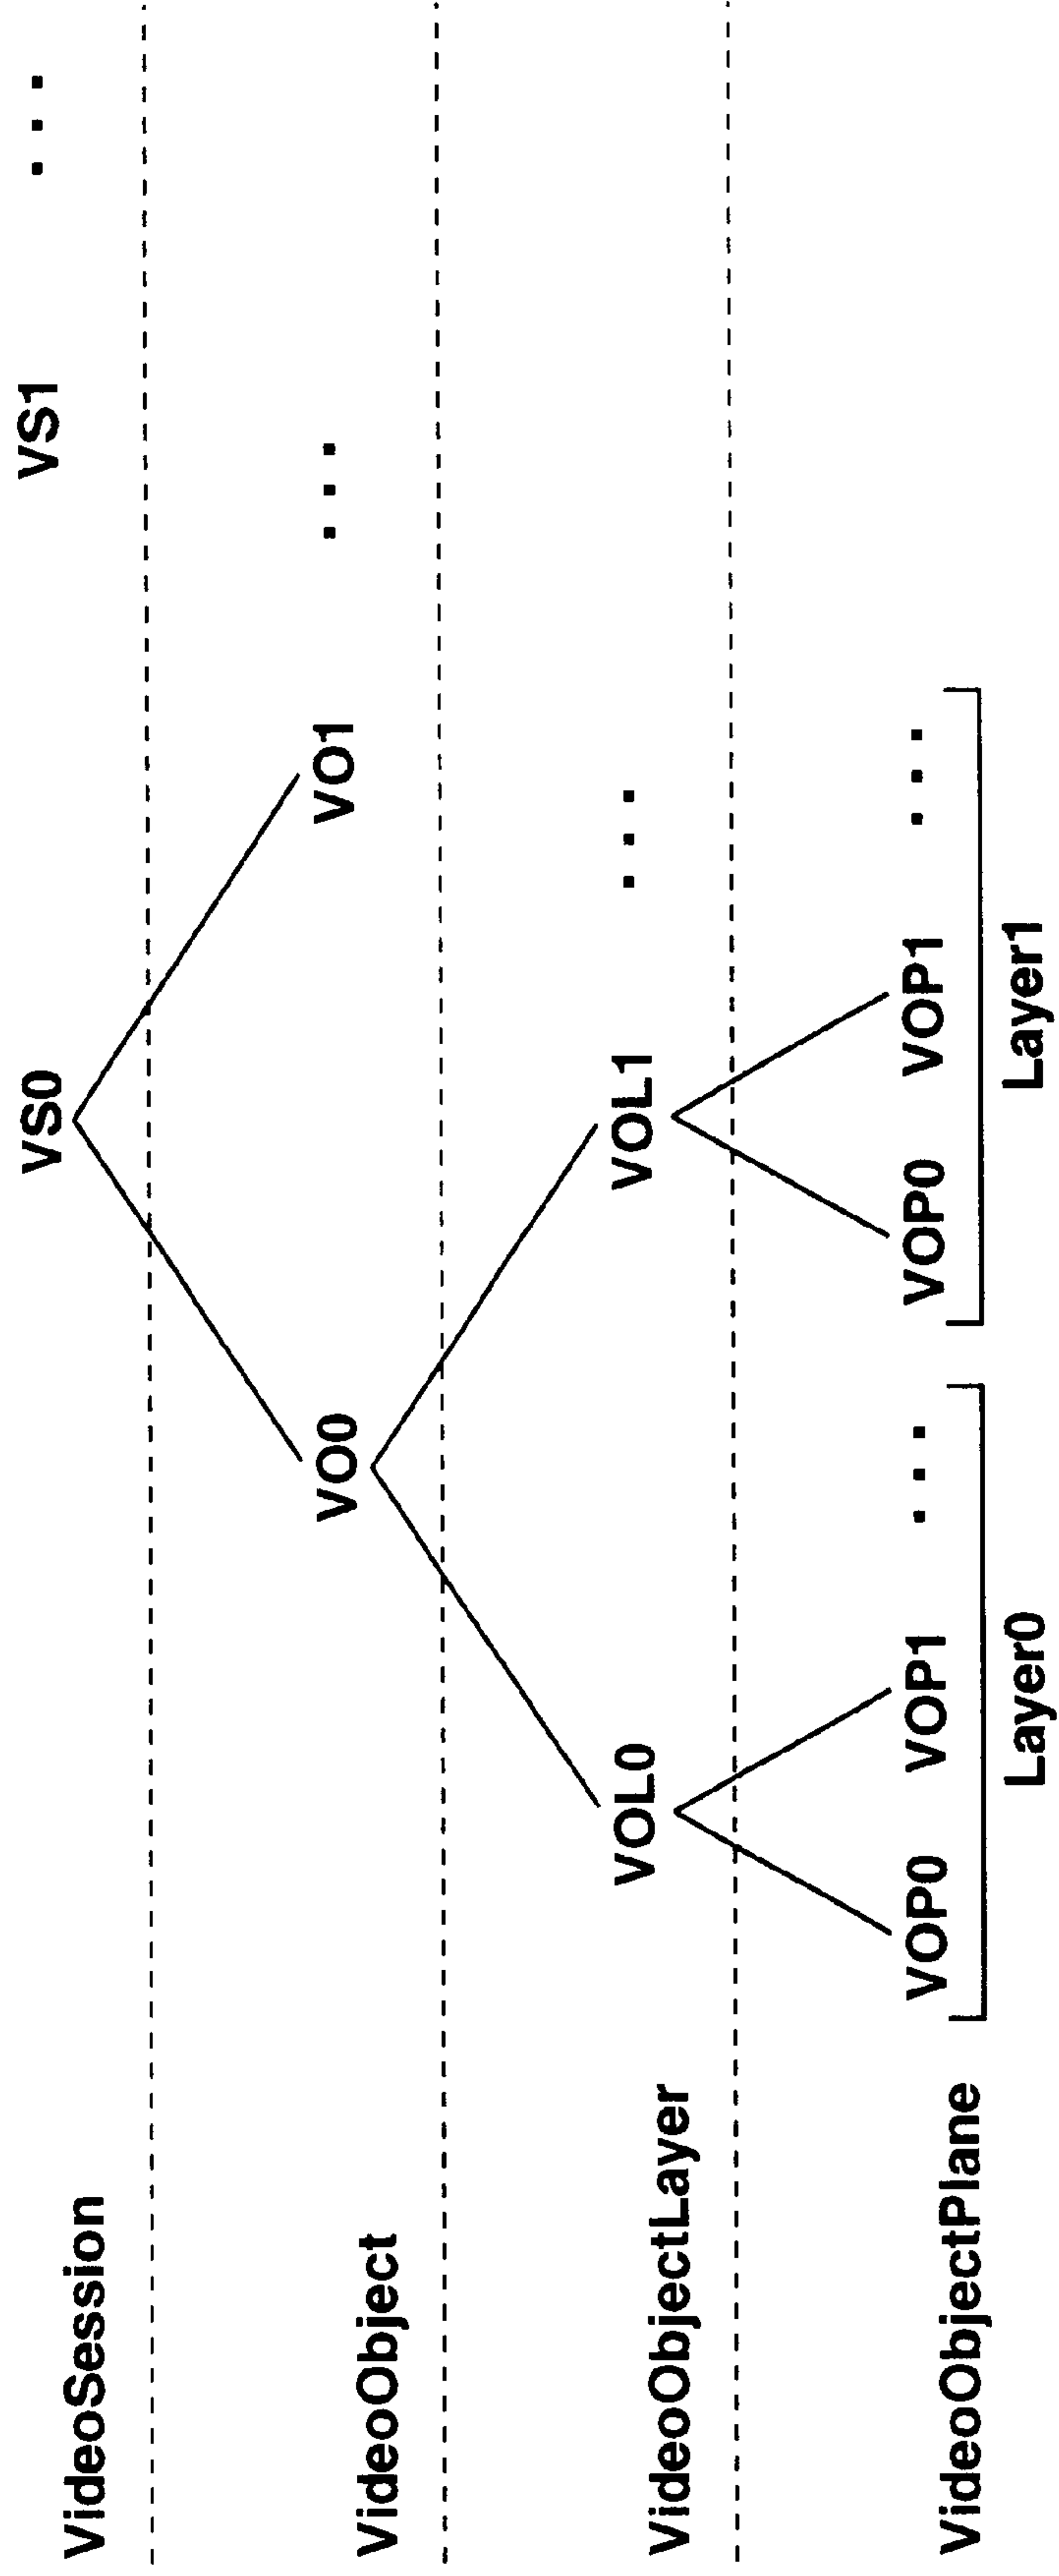 VideoSession VS0 VS1 ...
VideoObject VO0 VO1 ...
VideoObjectLayer VOL0 VOL1 ...
VideoObjectPlane VOP0 VOP1 ... VOP0 VOP1 ...
Layer0 Layer1